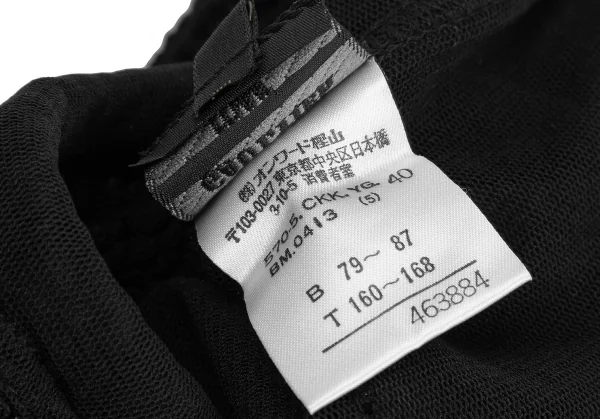 ㈱オンワード樫山
〒103-0027 東京都中央区日本橋
3-10-5 消費者室
570-5. CKK.YG. 40
BM.0413 (5)
B 79~ 87
T 160~168
463884